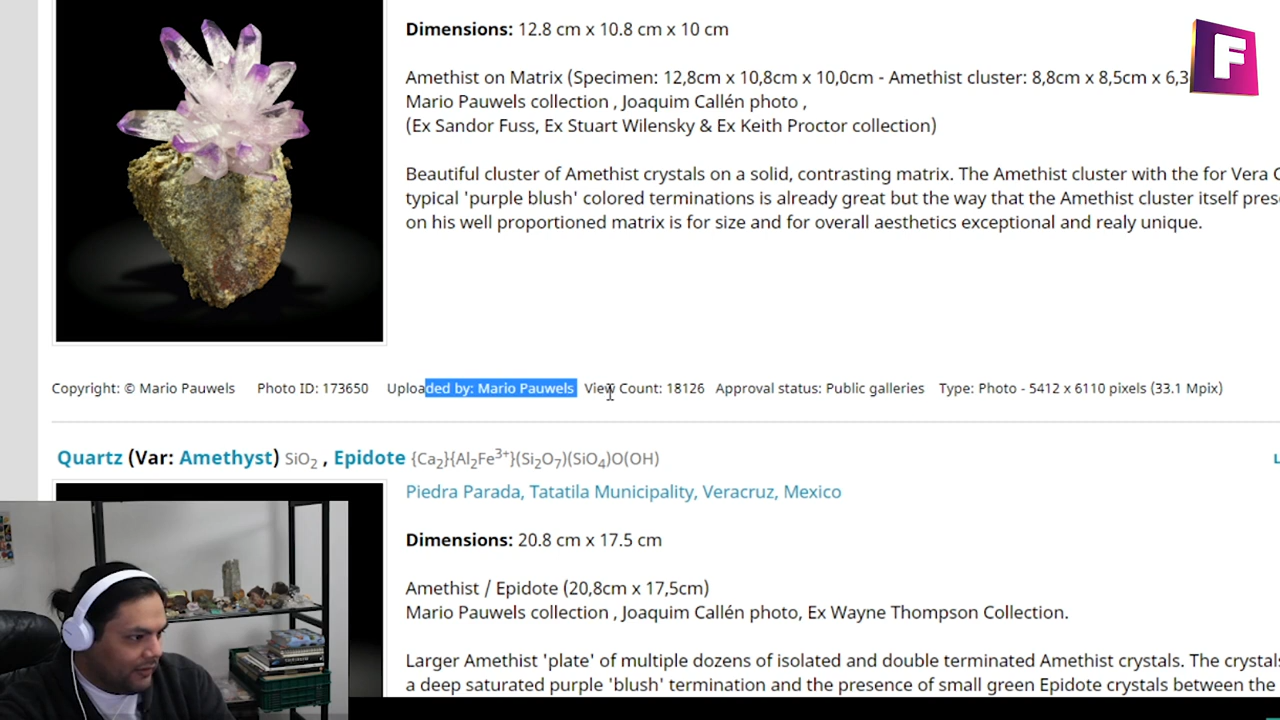 F
Dimensions: 12.8 cm x 10.8 cm x 10 cm
Amethist on Matrix (Specimen: 12,8cm x 10,8cm x 10,0cm - Amethist cluster: 8,8cm x 8,5cm x 6,3
Mario Pauwels collection , Joaquim Callén photo ,
(Ex Sandor Fuss, Ex Stuart Wilensky & Ex Keith Proctor collection)
Beautiful cluster of Amethist crystals on a solid, contrasting matrix. The Amethist cluster with the for Vera
typical 'purple blush' colored terminations is already great but the way that the Amethist cluster itself
on his well proportioned matrix is for size and for overall aesthetics exceptional and realy unique.
Copyright: © Mario Pauwels Photo ID: 173650 Uploaded by: Mario Pauwels View Count: 18126 Approval status: Public galleries Type: Photo - 5412 x 6110 pixels (33.1 Mpix)
Quartz (Var: Amethyst) SiO2 , Epidote {Ca2}{Al2Fe3+}(Si2O7)(SiO4)O(OH)
Piedra Parada, Tatatila Municipality, Veracruz, Mexico
Dimensions: 20.8 cm x 17.5 cm
Amethist / Epidote (20,8cm x 17,5cm)
Mario Pauwels collection , Joaquim Callén photo, Ex Wayne Thompson Collection.
Larger Amethist 'plate' of multiple dozens of isolated and double terminated Amethist crystals. The crystals
a deep saturated purple 'blush' termination and the presence of small green Epidote crystals between the